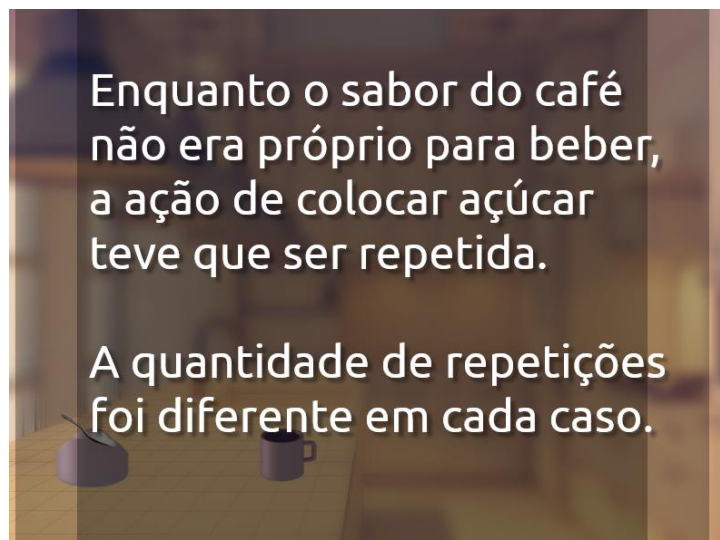 Enquanto o sabor do café
não era próprio para beber,
a ação de colocar açúcar
teve que ser repetida.
A quantidade de repetições
foi diferente em cada caso.